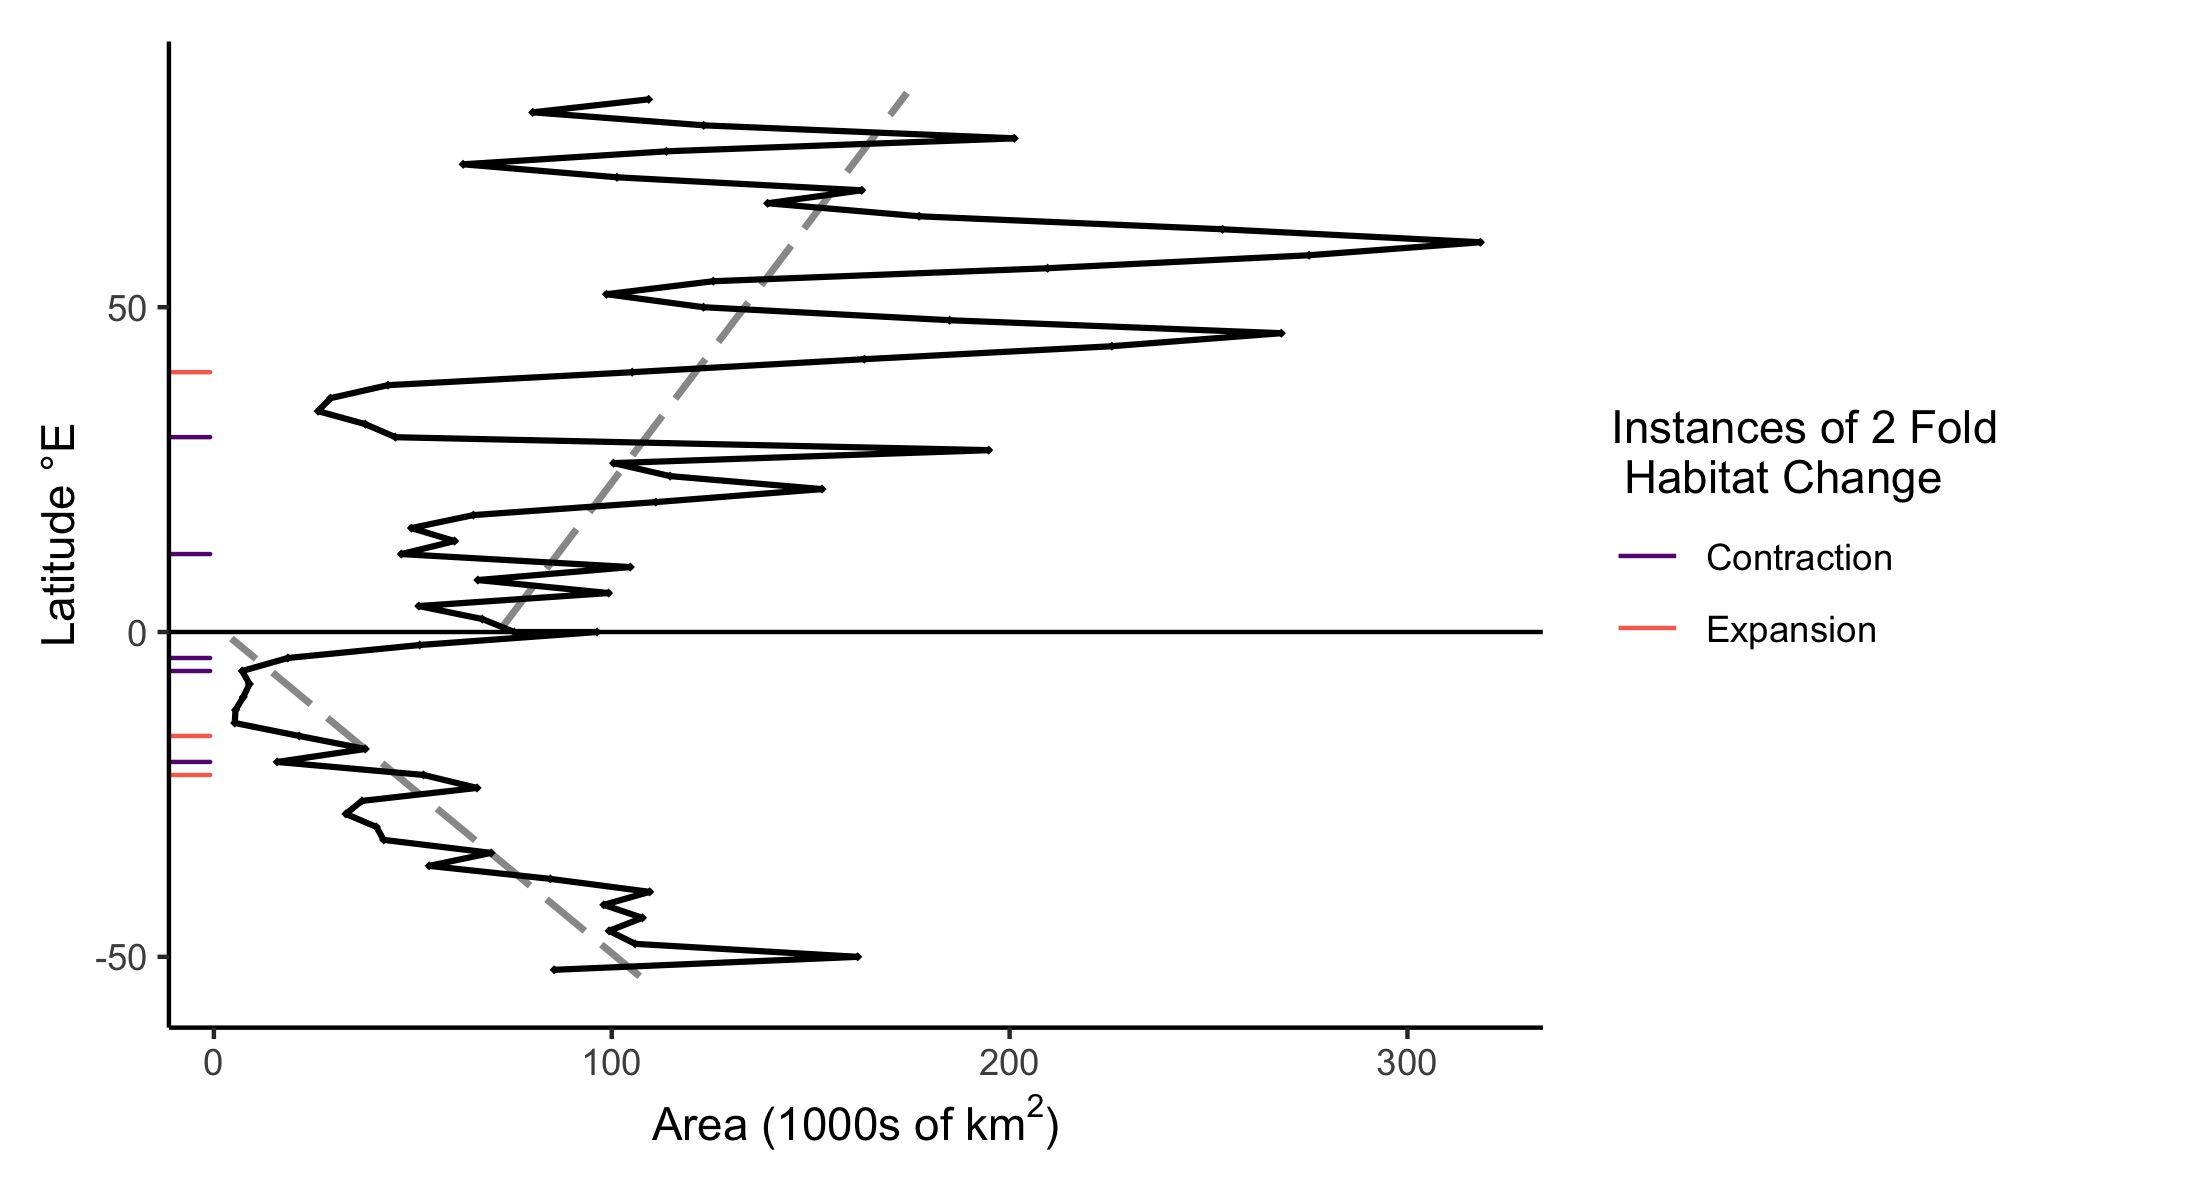 50
0
-50
Latitude °E
0
100
200
300
Area (1000s of km²)
Instances of 2 Fold
Habitat Change
Contraction
Expansion